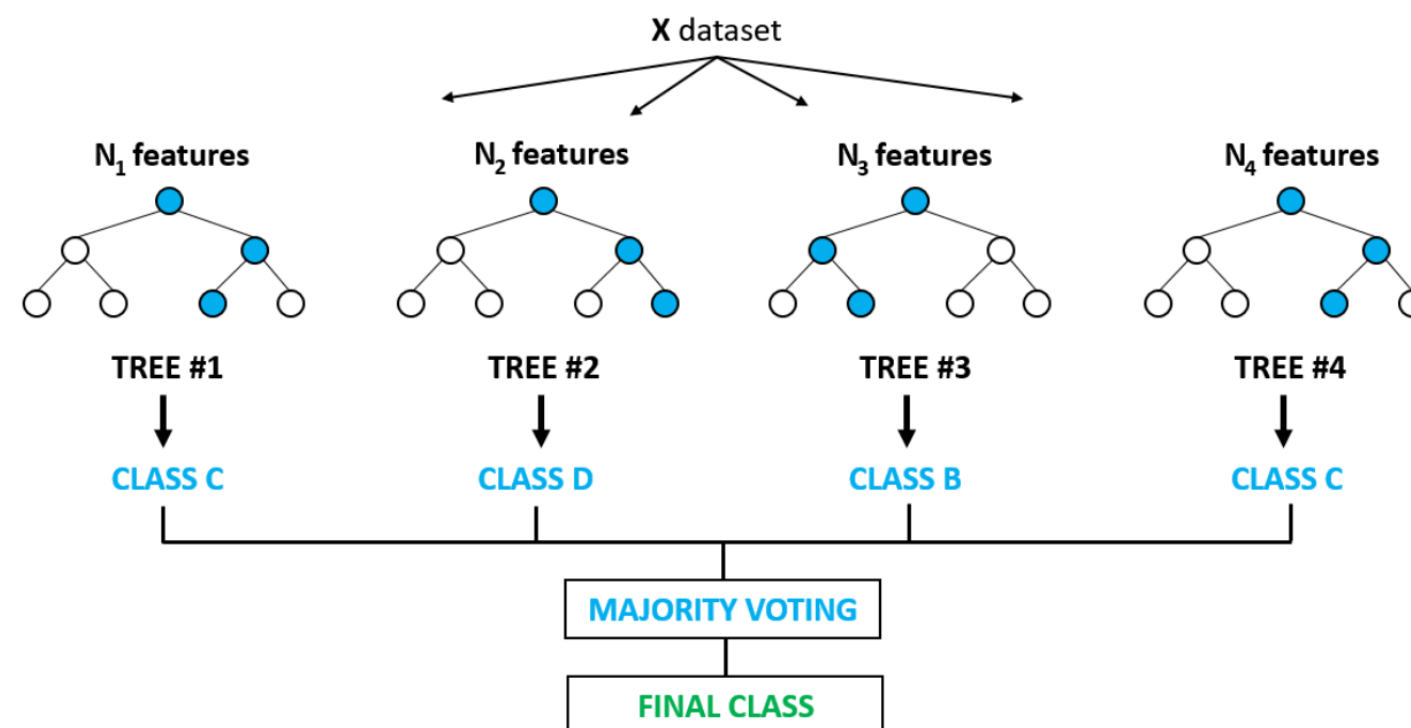 X dataset
N₁ features N₂ features N₃ features N₄ features
TREE #1 TREE #2 TREE #3 TREE #4
CLASS C CLASS D CLASS B CLASS C
MAJORITY VOTING
FINAL CLASS